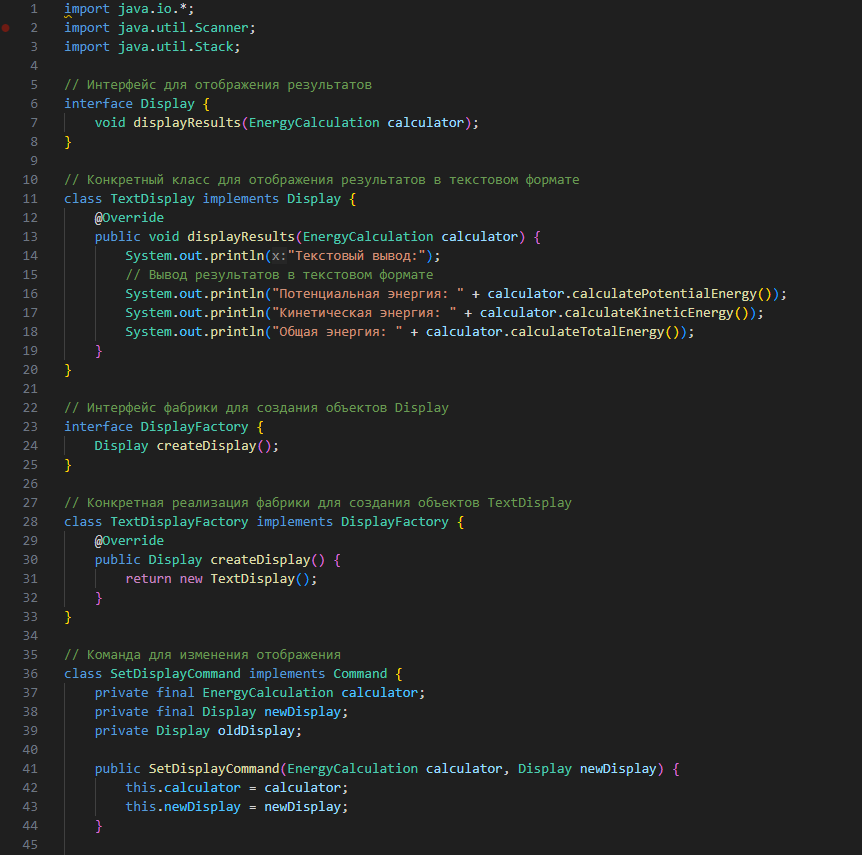 1 import java.io.*;
2 import java.util.Scanner;
3 import java.util.Stack;
4
5 // Интерфейс для отображения результатов
6 interface Display {
7     void displayResults(EnergyCalculation calculator);
8 }
9
10 // Конкретный класс для отображения результатов в текстовом формате
11 class TextDisplay implements Display {
12     @Override
13     public void displayResults(EnergyCalculation calculator) {
14         System.out.println(x:"Текстовый вывод:");
15         // Вывод результатов в текстовом формате
16         System.out.println("Потенциальная энергия: " + calculator.calculatePotentialEnergy());
17         System.out.println("Кинетическая энергия: " + calculator.calculateKineticEnergy());
18         System.out.println("Общая энергия: " + calculator.calculateTotalEnergy());
19     }
20 }
21
22 // Интерфейс фабрики для создания объектов Display
23 interface DisplayFactory {
24     Display createDisplay();
25 }
26
27 // Конкретная реализация фабрики для создания объектов TextDisplay
28 class TextDisplayFactory implements DisplayFactory {
29     @Override
30     public Display createDisplay() {
31         return new TextDisplay();
32     }
33 }
34
35 // Команда для изменения отображения
36 class SetDisplayCommand implements Command {
37     private final EnergyCalculation calculator;
38     private final Display newDisplay;
39     private Display oldDisplay;
40
41     public SetDisplayCommand(EnergyCalculation calculator, Display newDisplay) {
42         this.calculator = calculator;
43         this.newDisplay = newDisplay;
44     }
45